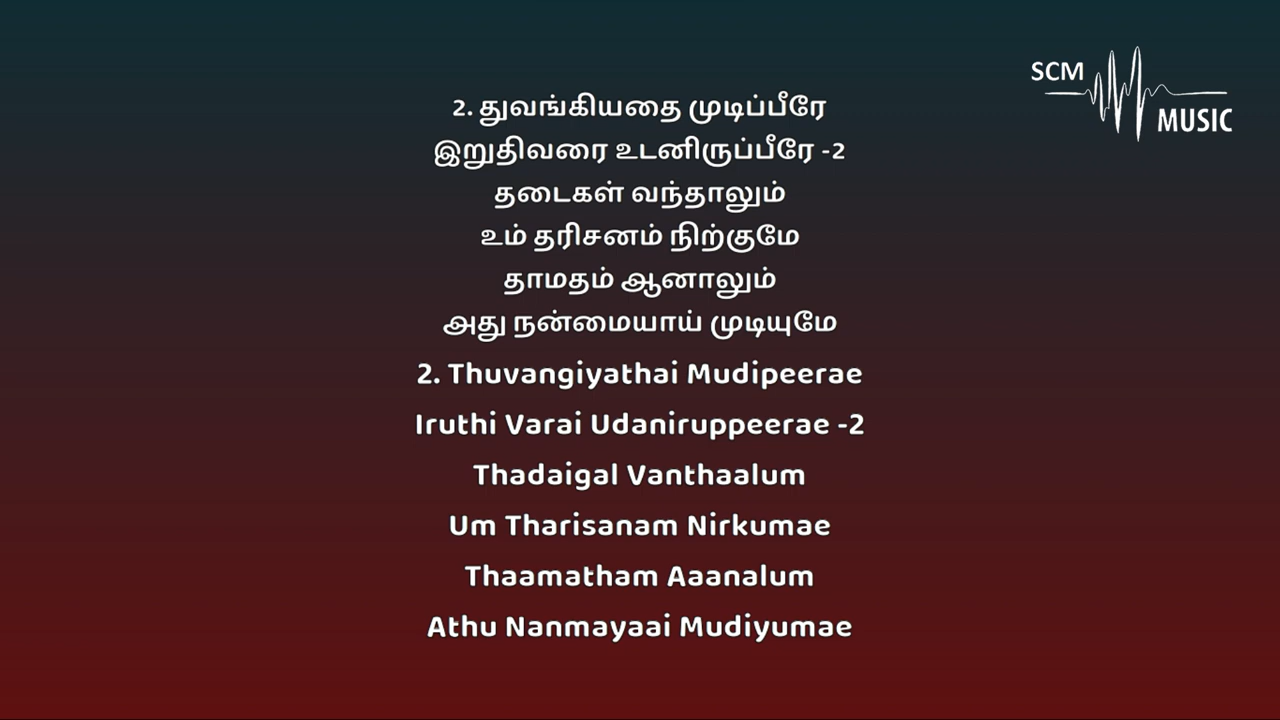 SCM
MUSIC
2. துவங்கியதை முடிப்பீரே
இறுதிவரை உடனிருப்பீரே -2
தடைகள் வந்தாலும்
உம் தரிசனம் நிற்குமே
தாமதம் ஆனாலும்
அது நன்மையாய் முடியுமே
2. Thuvangiyathai Mudipeerae
Iruthi Varai Udaniruppeerae -2
Thadaigal Vanthaalum
Um Tharisanam Nirkumae
Thaamatham Aaanalum
Athu Nanmayaai Mudiyumae